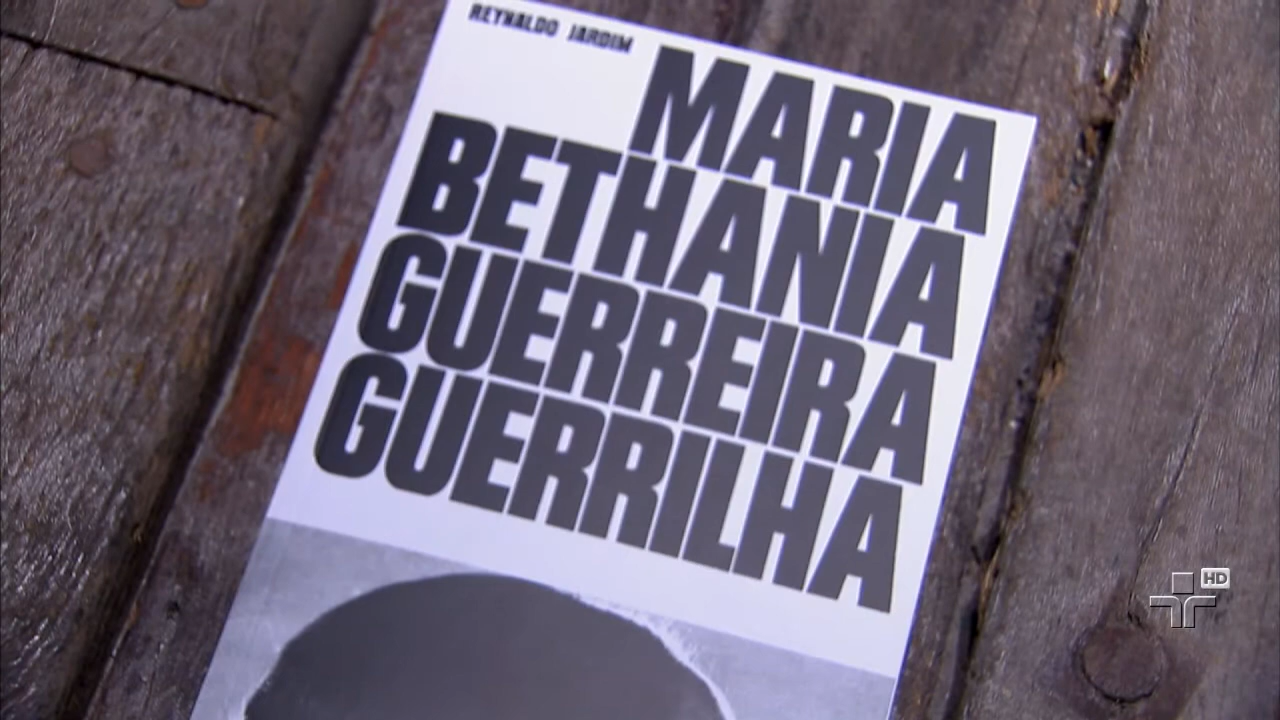 REYNALDO JARDIM
MARIA
BETHANIA
GUERREIRA
GUERRILHA
HD